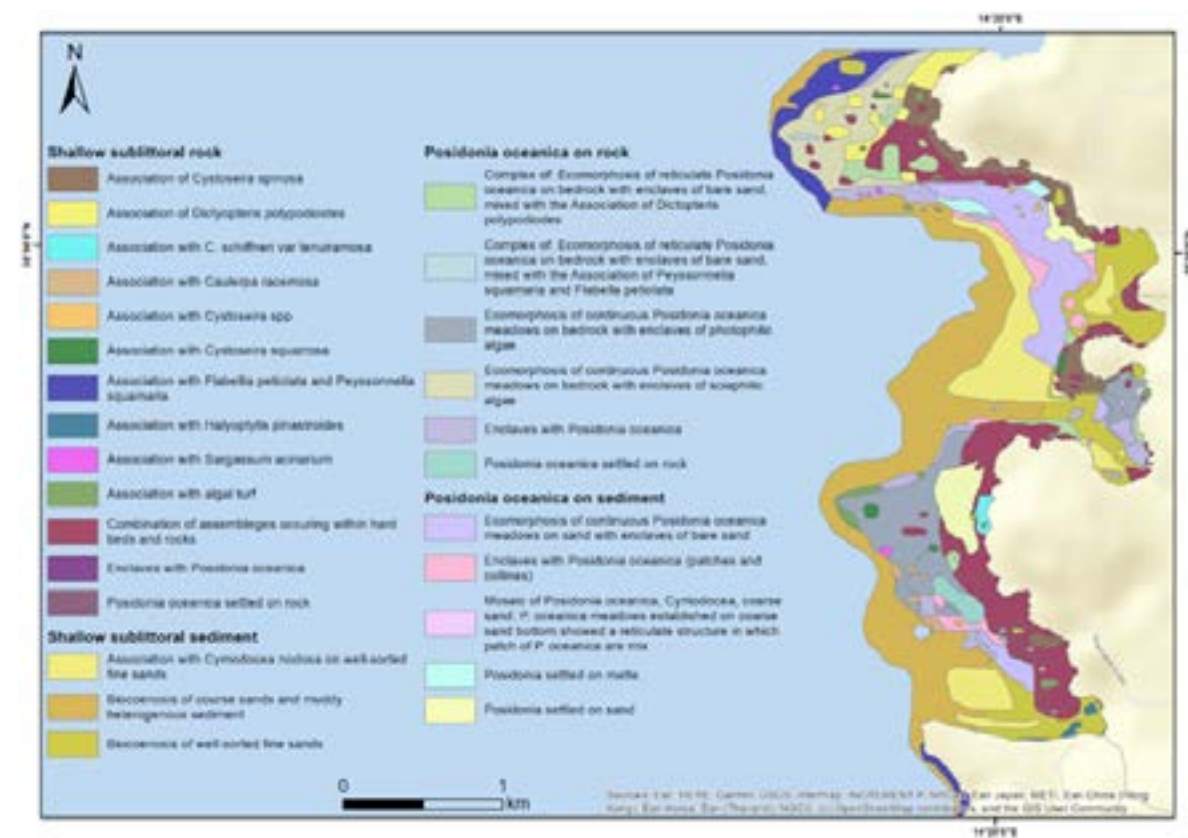 N
Shallow sublittoral rock
Association of Cystoseira spinosa
Association of Dictyopteris polypodioides
Association with C. schiffneri var tenuiramosa
Association with Caulerpa racemosa
Association with Cystoseira spp
Association with Cystoseira squarrosa
Association with Flabellia petiolata and Peyssonnella
squamaria
Association with
Association with Sargassum acinarium
Association with algal turf
Combination of assembleges occuring within hard
beds and rocks
Enclaves with Posidonia oceanica
Posidonia oceanica settled on rock
Shallow sublittoral sediment
Association with Cymodocea nodosa on well-sorted
fine sands
Biocoenosis of course sands and muddy
heterogenous sediment
Biocoenosis of well-sorted fine sands
Posidonia oceanica on rock
Complex of Ecomorphosis of reticulate Posidonia
oceanica on bedrock with enclaves of bare sand,
mixed with the Association of Dictopteris
polypodioides
Complex of Ecomorphosis of reticulate Posidonia
oceanica on bedrock with enclaves of bare sand,
mixed with the Association of Peyssonnella
squamaria and Flabella petiolata
Ecomorphosis of continuous Posidonia oceanica
meadows on bedrock with enclaves of photophilic
algae
Ecomorphosis of continuous Posidonia oceanica
meadows on bedrock with enclaves of sciaphilic
algae
Enclaves with Posidonia oceanica
Posidonia oceanica settled on rock
Posidonia oceanica on sediment
Ecomorphosis of continuous Posidonia oceanica
meadows on sand with enclaves of bare sand
Enclaves with Posidonia oceanica (patches and
Mosaic of Posidonia oceanica, Cymodocea, coarse
sand. P. oceanica meadows established on coarse
sand bottom showed a reticulate structure in which
patch of P. oceanica are mix
Posidonia settled on matte
Posidonia settled on sand
0 1
km